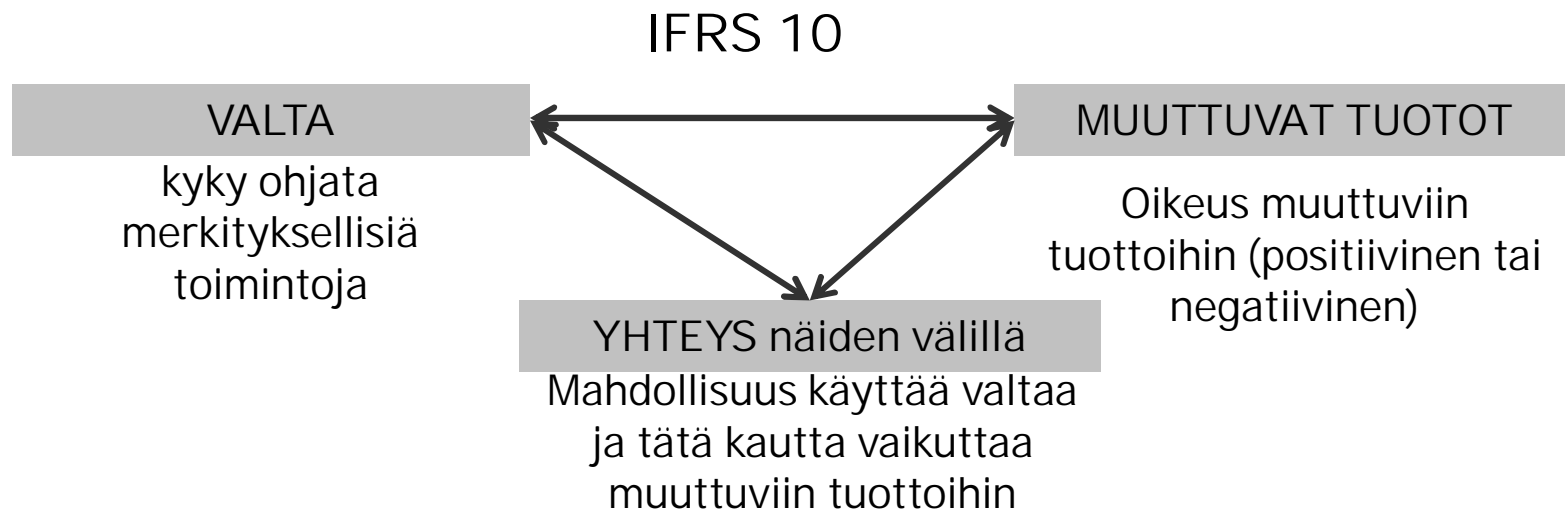 IFRS 10
VALTA
kyky ohjata
merkityksellisiä
toimintoja
MUUTTUVAT TUOTOT
Oikeus muuttuviin
tuottoihin (positiivinen tai
negatiivinen)
YHTEYS näiden välillä
Mahdollisuus käyttää valtaa
ja tätä kautta vaikuttaa
muuttuviin tuottoihin